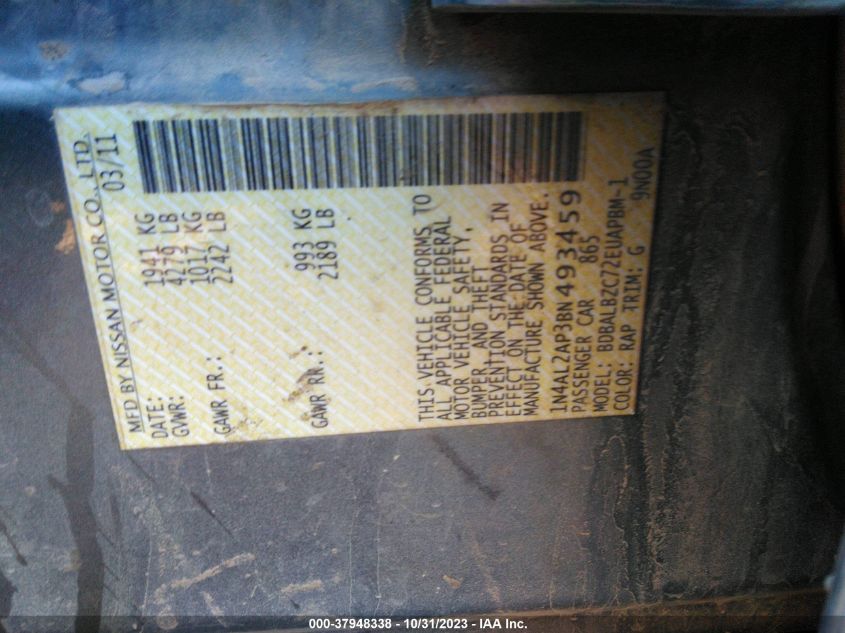 MFD BY NISSAN MOTOR CO., LTD.
DATE: 03/11
GVWR: 1941 KG
4279 LB
GAWR FR.: 1017 KG
2242 LB
GAWR RR.: 993 KG
2189 LB
THIS VEHICLE CONFORMS TO
ALL APPLICABLE FEDERAL
MOTOR VEHICLE SAFETY,
BUMPER, AND THEFT
PREVENTION STANDARDS IN
EFFECT ON THE DATE OF
MANUFACTURE SHOWN ABOVE.
1N4AL2AP3BN493459
PASSENGER CAR 865
MODEL: BDBALBZC72EUAPBM-1
COLOR: RAP TRIM: G 9N00A
000-37948338 - 10/31/2023 - IAA Inc.